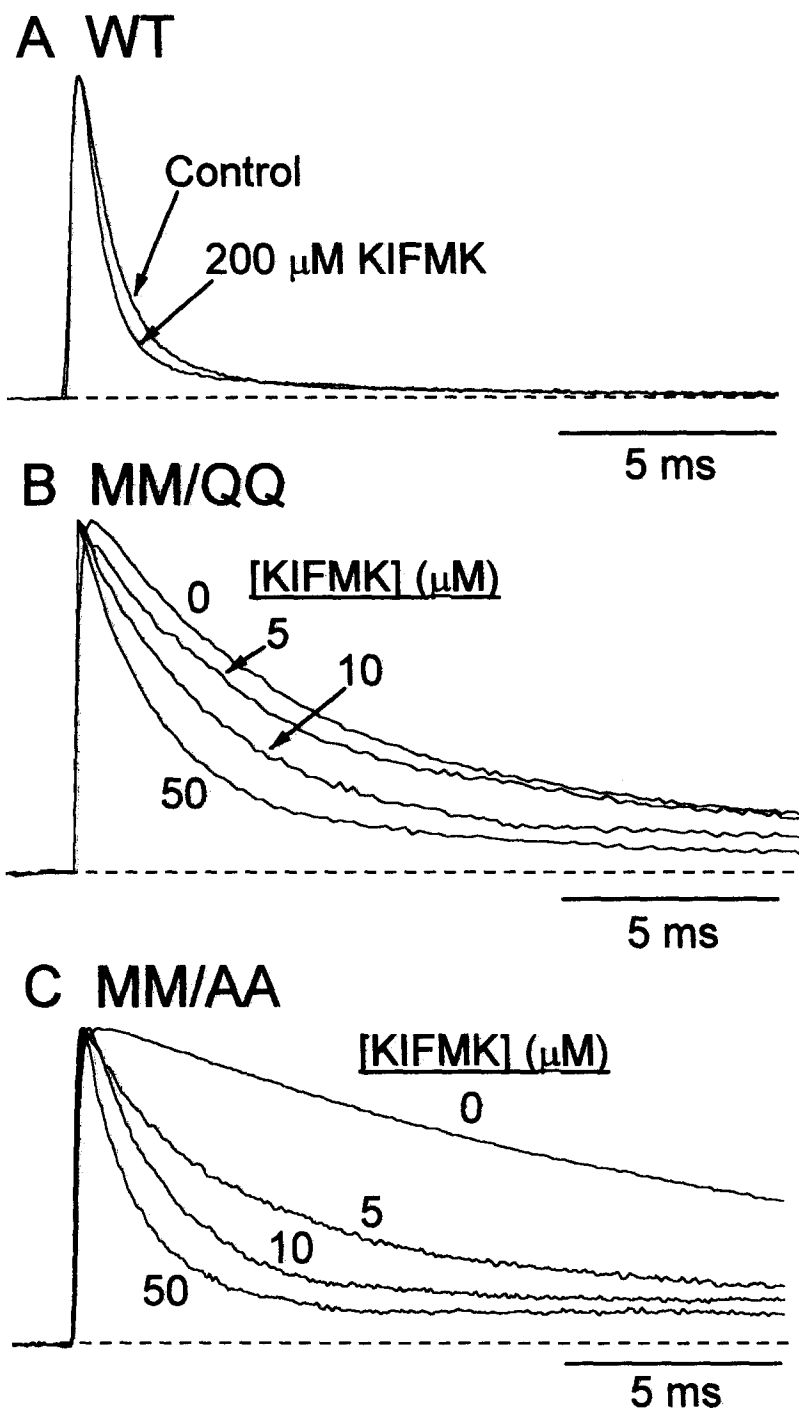 A WT
Control
200 μM KIFMK
5 ms
B MM/QQ
[KIFMK] (μM)
0
5
10
50
5 ms
C MM/AA
[KIFMK] (μM)
0
5
10
50
5 ms